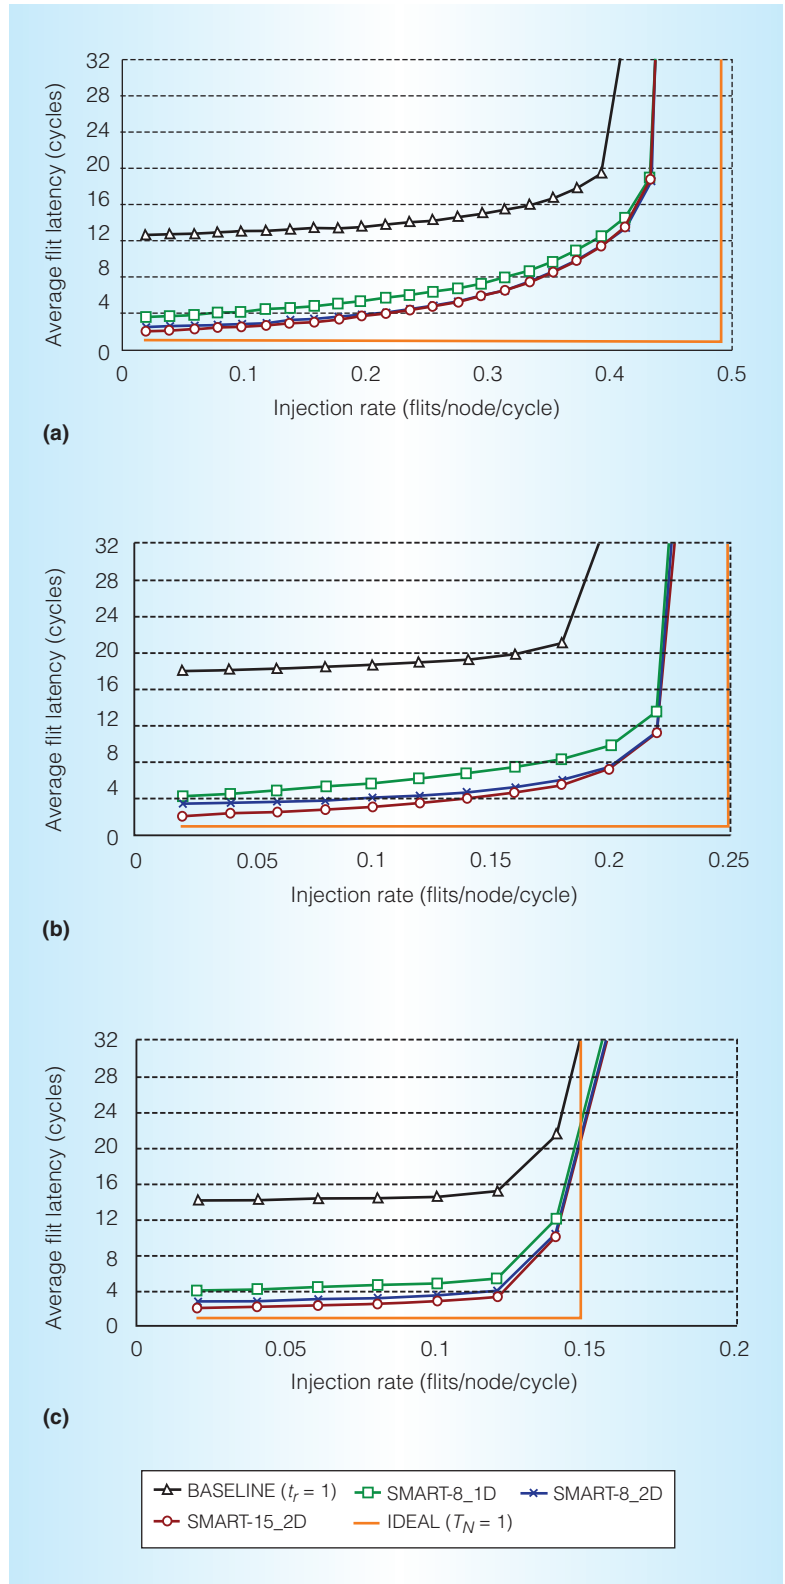 Average flit latency (cycles)
32
28
24
20
16
12
8
4
0
0 0.1 0.2 0.3 0.4 0.5
Injection rate (flits/node/cycle)
(a)
Average flit latency (cycles)
32
28
24
20
16
12
8
4
0
0 0.05 0.1 0.15 0.2 0.25
Injection rate (flits/node/cycle)
(b)
Average flit latency (cycles)
32
28
24
20
16
12
8
4
0
0 0.05 0.1 0.15 0.2
Injection rate (flits/node/cycle)
(c)
BASELINE (t_r = 1) SMART-8_1D SMART-8_2D
SMART-15_2D IDEAL (T_N = 1)